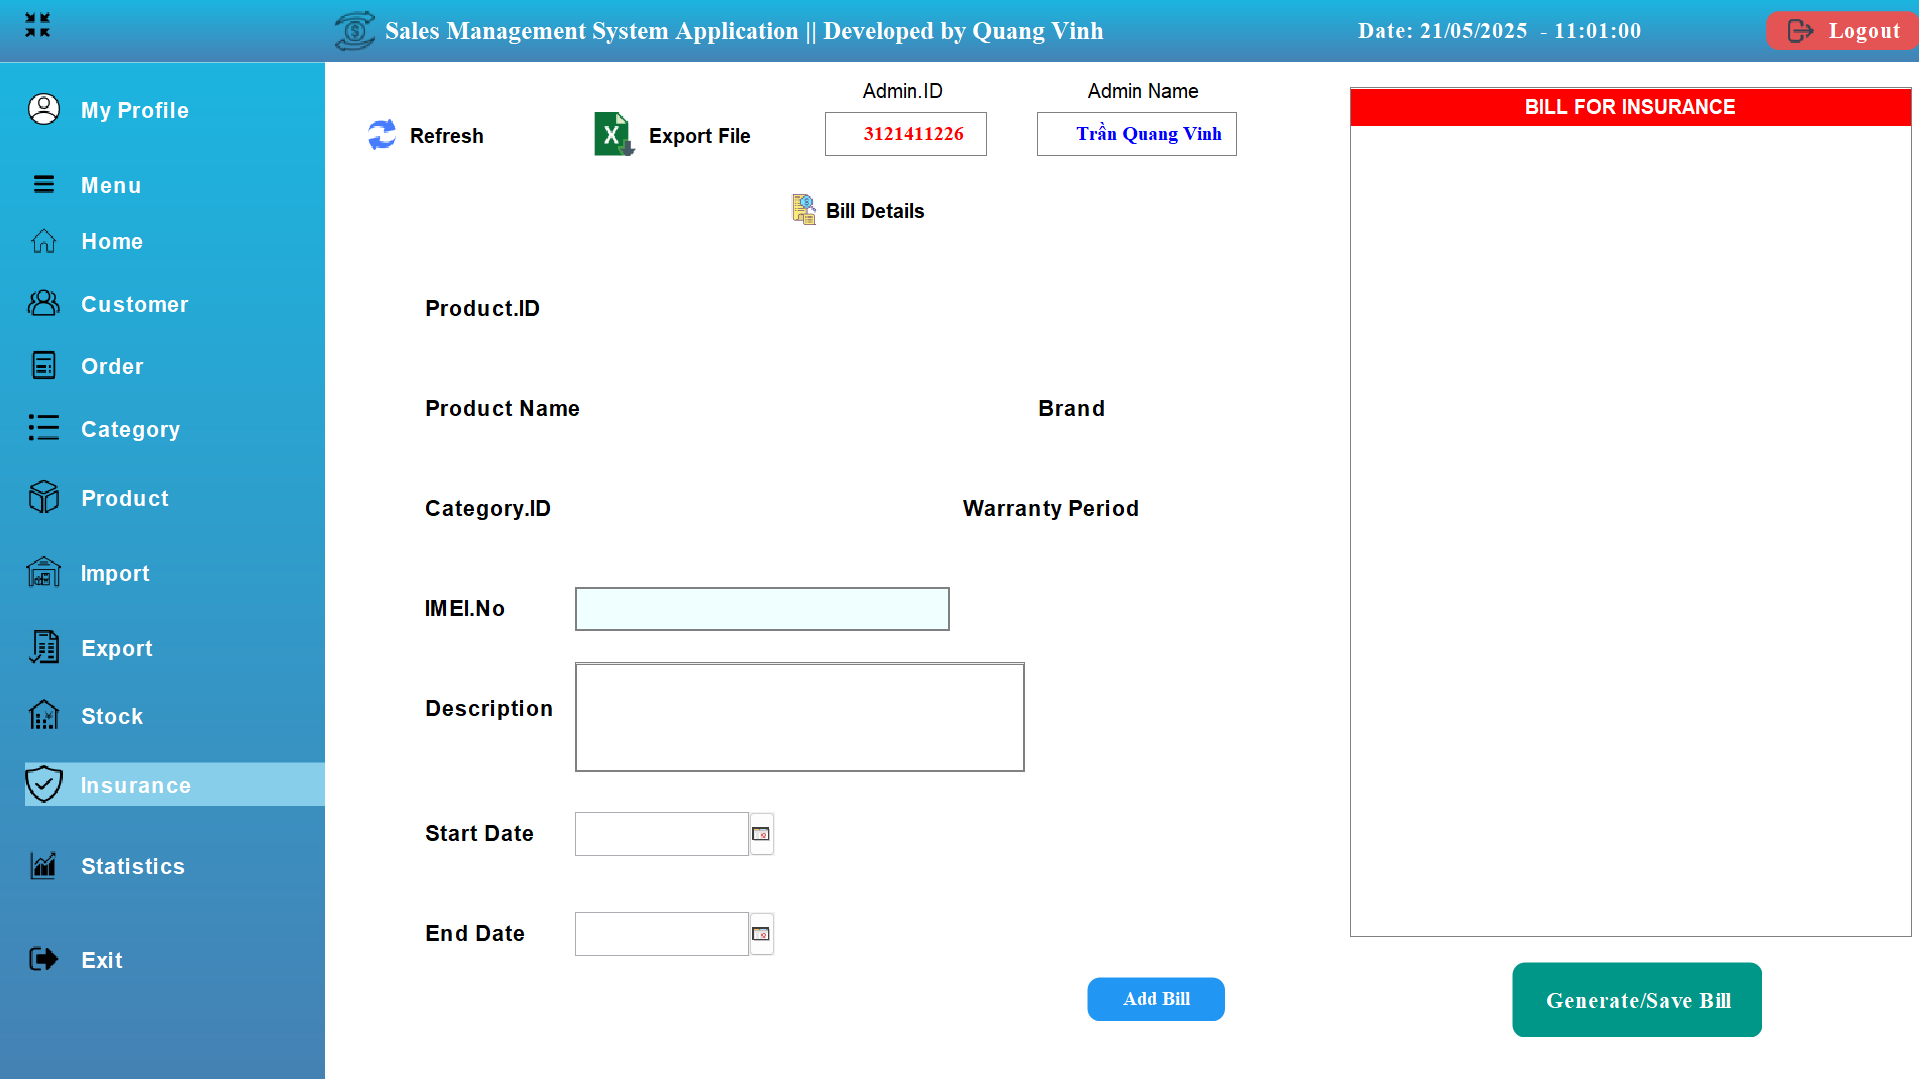 Sales Management System Application || Developed by Quang Vinh
Date: 21/05/2025 - 11:01:00
Logout
My Profile
Menu
Home
Customer
Order
Category
Product
Import
Export
Stock
Insurance
Statistics
Exit
Refresh
Export File
Admin.ID
3121411226
Admin Name
Trần Quang Vinh
Bill Details
Product.ID
Product Name
Brand
Category.ID
Warranty Period
IMEI.No
Description
Start Date
End Date
Add Bill
BILL FOR INSURANCE
Generate/Save Bill